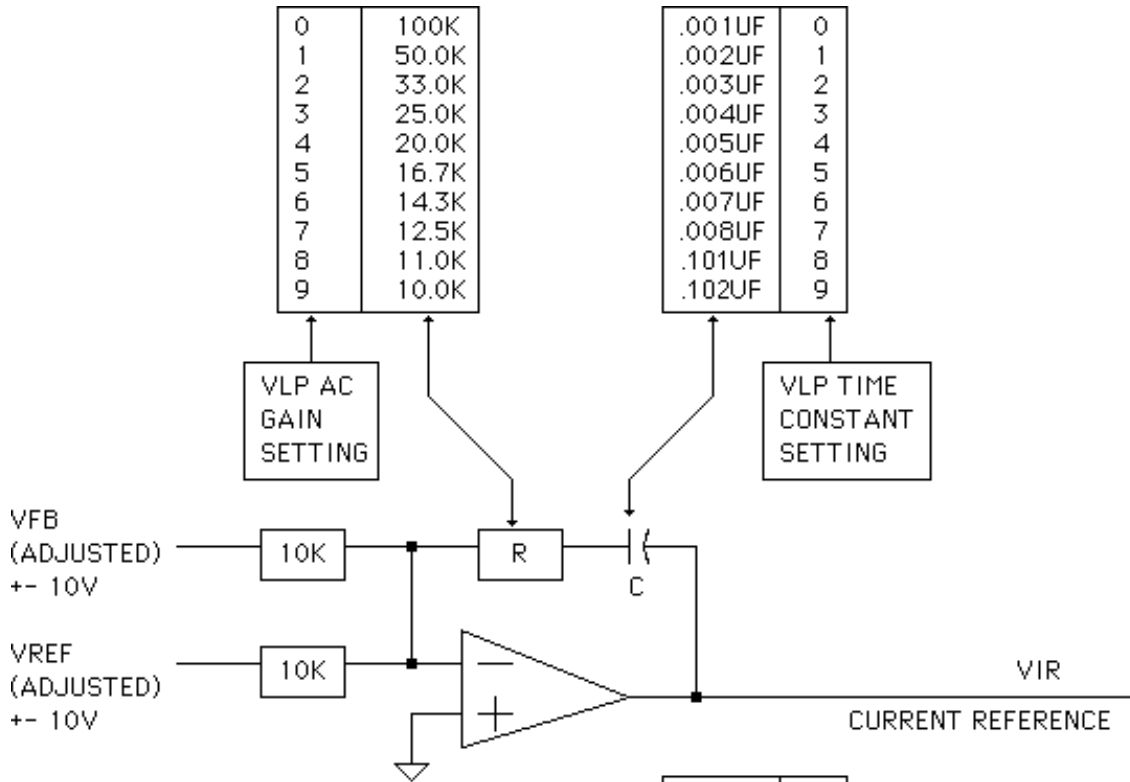 0 100K
1 50.0K
2 33.0K
3 25.0K
4 20.0K
5 16.7K
6 14.3K
7 12.5K
8 11.0K
9 10.0K
.001UF 0
.002UF 1
.003UF 2
.004UF 3
.005UF 4
.006UF 5
.007UF 6
.008UF 7
.101UF 8
.102UF 9
VLP AC
GAIN
SETTING
VLP TIME
CONSTANT
SETTING
VFB
(ADJUSTED)
+- 10V
10K
R
C
VREF
(ADJUSTED)
+- 10V
10K
VIR
CURRENT REFERENCE